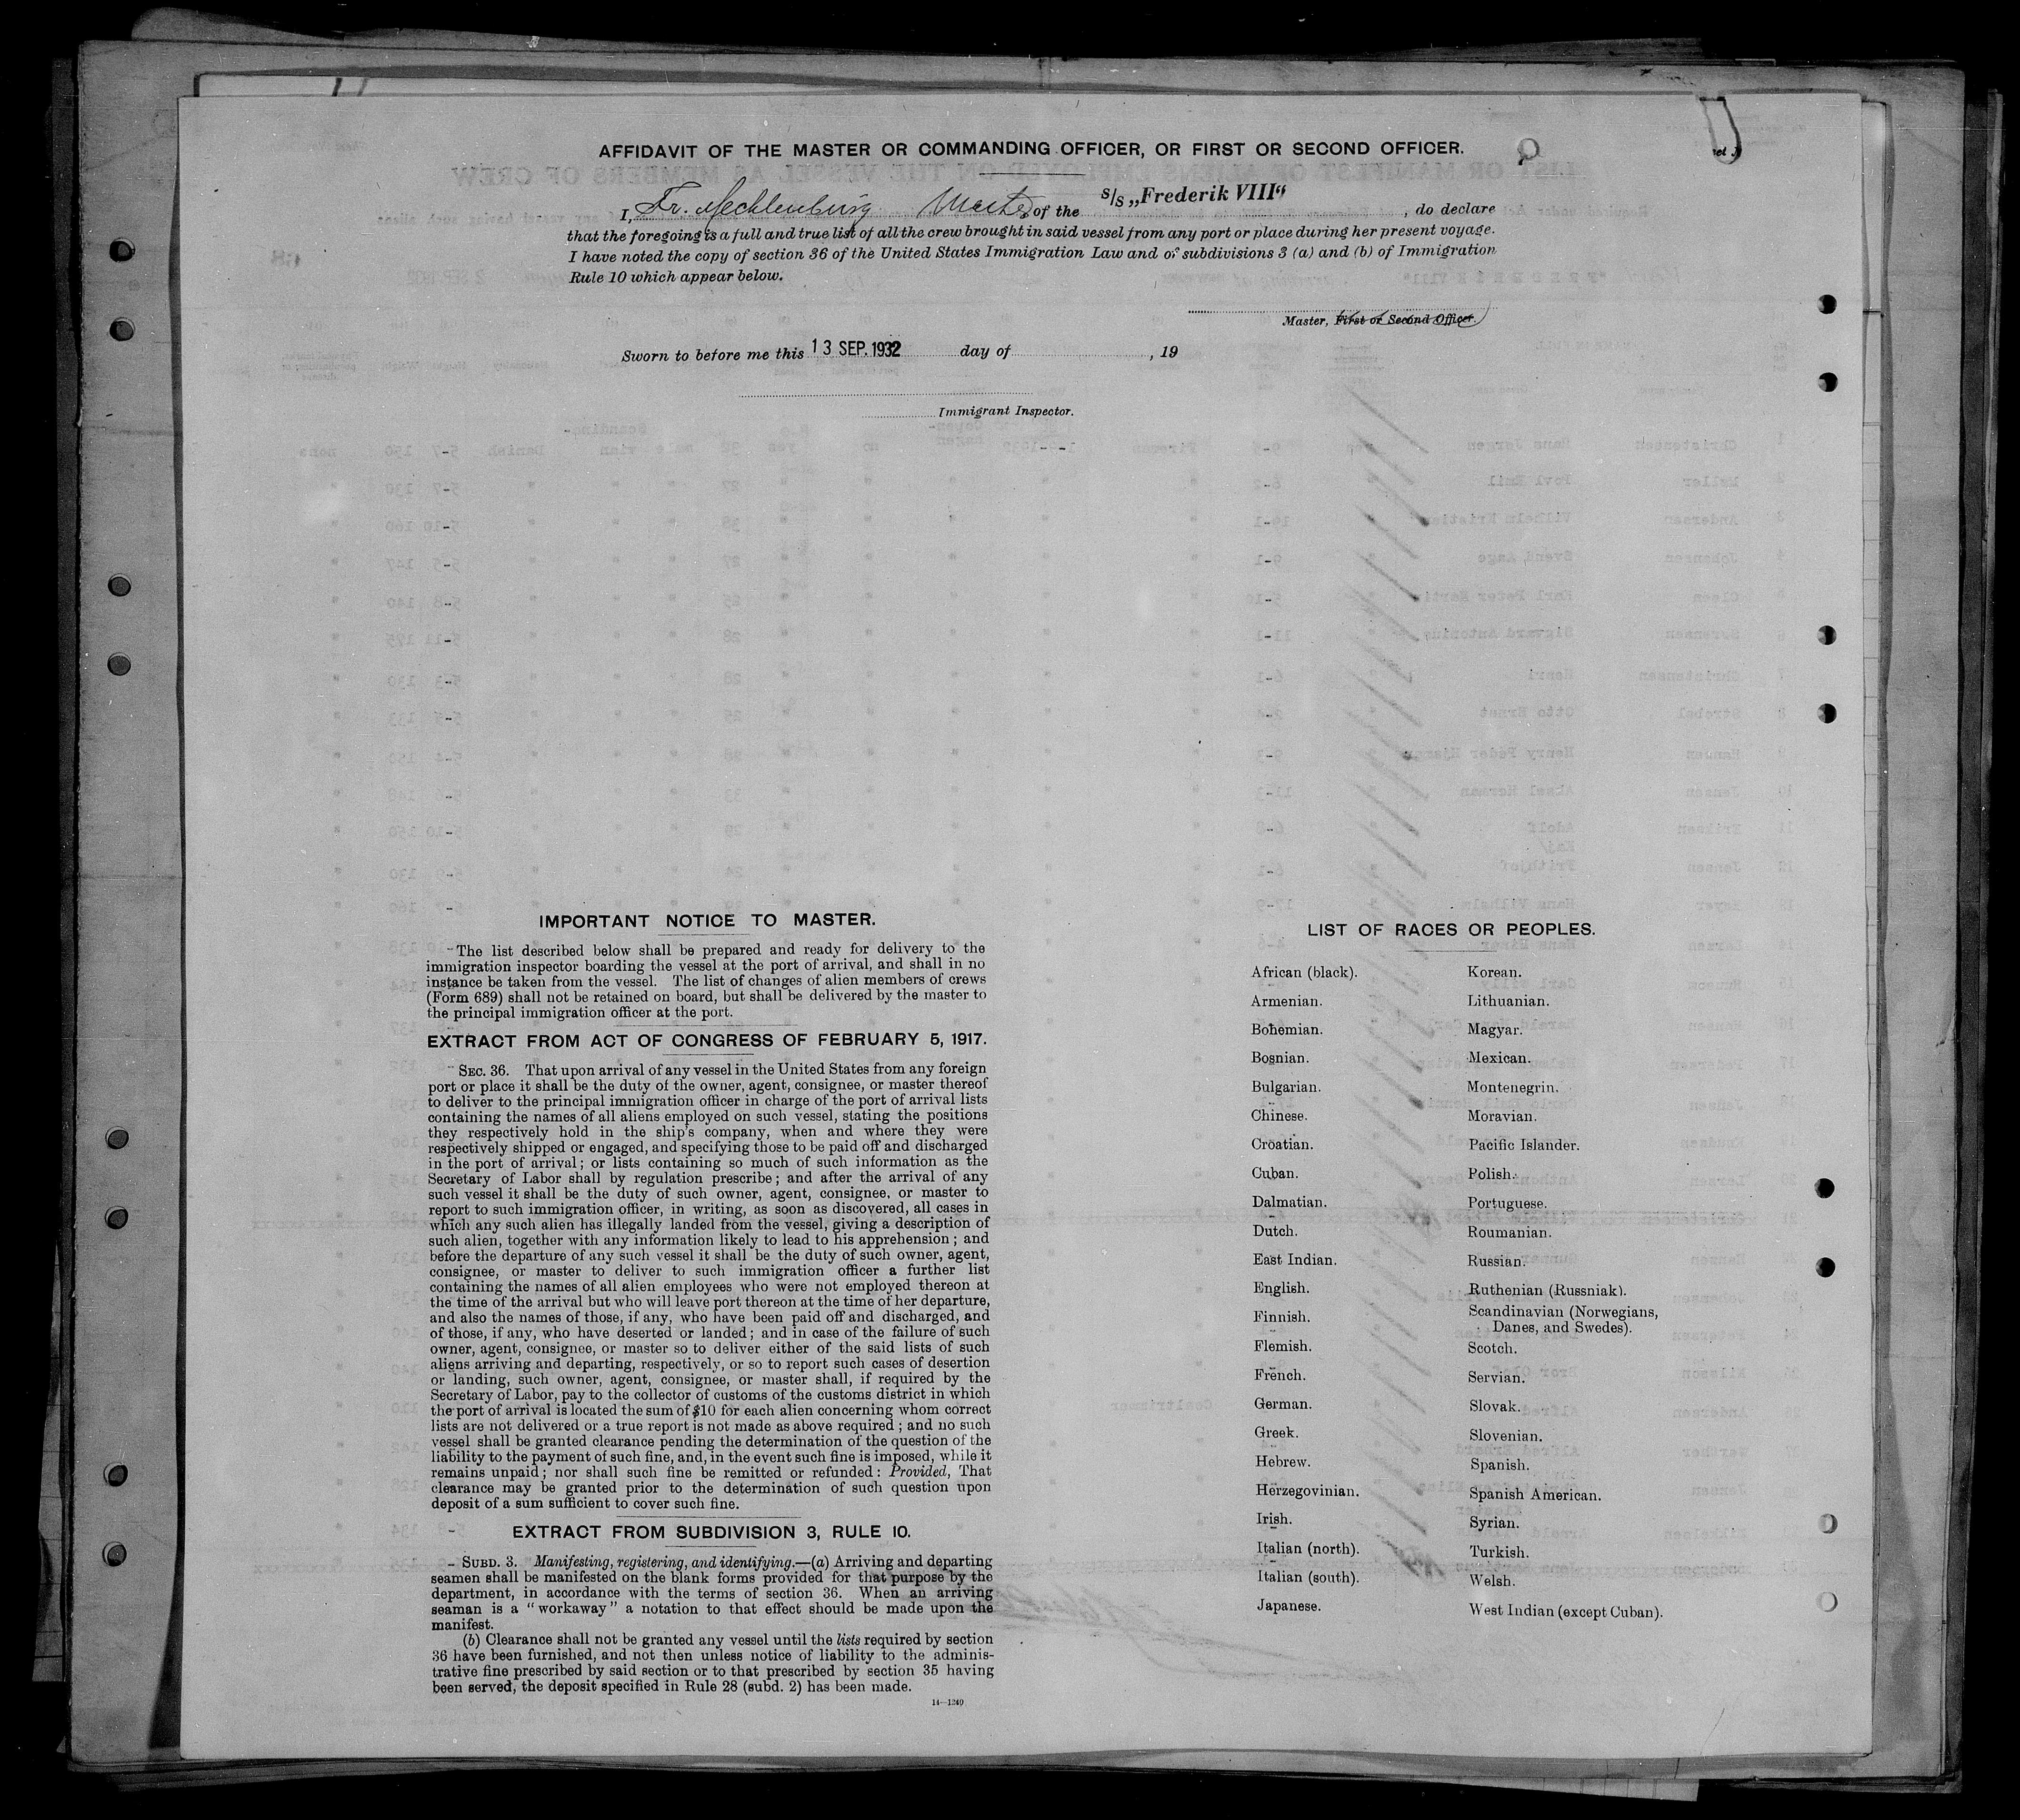 AFFIDAVIT OF THE MASTER OR COMMANDING OFFICER, OR FIRST OR SECOND OFFICER.
I, Fr. Mecklenburg Master of the S/S „Frederik VIII“, do declare
that the foregoing is a full and true list of all the crew brought in said vessel from any port or place during her present voyage.
I have noted the copy of section 36 of the United States Immigration Law and of subdivisions 3 (a) and (b) of Immigration
Rule 10 which appear below.
Master, First or Second Officer.
Sworn to before me this 13 SEP. 1932 day of , 19
Immigrant Inspector.
IMPORTANT NOTICE TO MASTER.
The list described below shall be prepared and ready for delivery to the
immigration inspector boarding the vessel at the port of arrival, and shall in no
instance be taken from the vessel. The list of changes of alien members of crews
(Form 689) shall not be retained on board, but shall be delivered by the master to
the principal immigration officer at the port.
EXTRACT FROM ACT OF CONGRESS OF FEBRUARY 5, 1917.
SEC. 36. That upon arrival of any vessel in the United States from any foreign
port or place it shall be the duty of the owner, agent, consignee, or master thereof
to deliver to the principal immigration officer in charge of the port of arrival lists
containing the names of all aliens employed on such vessel, stating the positions
they respectively hold in the ship's company, when and where they were
respectively shipped or engaged, and specifying those to be paid off and discharged
in the port of arrival; or lists containing so much of such information as the
Secretary of Labor shall by regulation prescribe; and after the arrival of any
such vessel it shall be the duty of such owner, agent, consignee, or master to
report to such immigration officer, in writing, as soon as discovered, all cases in
which any such alien has illegally landed from the vessel, giving a description of
such alien, together with any information likely to lead to his apprehension; and
before the departure of any such vessel it shall be the duty of such owner, agent,
consignee, or master to deliver to such immigration officer a further list
containing the names of all alien employees who were not employed thereon at
the time of the arrival but who will leave port thereon at the time of her departure,
and also the names of those, if any, who have been paid off and discharged, and
of those, if any, who have deserted or landed; and in case of the failure of such
owner, agent, consignee, or master so to deliver either of the said lists of such
aliens arriving and departing, respectively, or so to report such cases of desertion
or landing, such owner, agent, consignee, or master shall, if required by the
Secretary of Labor, pay to the collector of customs of the customs district in which
the port of arrival is located the sum of $10 for each alien concerning whom correct
lists are not delivered or a true report is not made as above required; and no such
vessel shall be granted clearance pending the determination of the question of the
liability to the payment of such fine, and, in the event such fine is imposed, while it
remains unpaid; nor shall such fine be remitted or refunded: Provided, That
clearance may be granted prior to the determination of such question upon
deposit of a sum sufficient to cover such fine.
EXTRACT FROM SUBDIVISION 3, RULE 10.
SUBD. 3. Manifesting, registering, and identifying.—(a) Arriving and departing
seamen shall be manifested on the blank forms provided for that purpose by the
department, in accordance with the terms of section 36. When an arriving
seaman is a "workaway" a notation to that effect should be made upon the
manifest.
(b) Clearance shall not be granted any vessel until the lists required by section
36 have been furnished, and not then unless notice of liability to the adminis-
trative fine prescribed by said section or to that prescribed by section 35 having
been served, the deposit specified in Rule 28 (subd. 2) has been made.
14—1240
LIST OF RACES OR PEOPLES.
African (black).
Armenian.
Bohemian.
Bosnian.
Bulgarian.
Chinese.
Croatian.
Cuban.
Dalmatian.
Dutch.
East Indian.
English.
Finnish.
Flemish.
French.
German.
Greek.
Hebrew.
Herzegovinian.
Irish.
Italian (north).
Italian (south).
Japanese.
Korean.
Lithuanian.
Magyar.
Mexican.
Montenegrin.
Moravian.
Pacific Islander.
Polish.
Portuguese.
Roumanian.
Russian.
Ruthenian (Russniak).
Scandinavian (Norwegians,
Danes, and Swedes).
Scotch.
Servian.
Slovak.
Slovenian.
Spanish.
Spanish American.
Syrian.
Turkish.
Welsh.
West Indian (except Cuban).